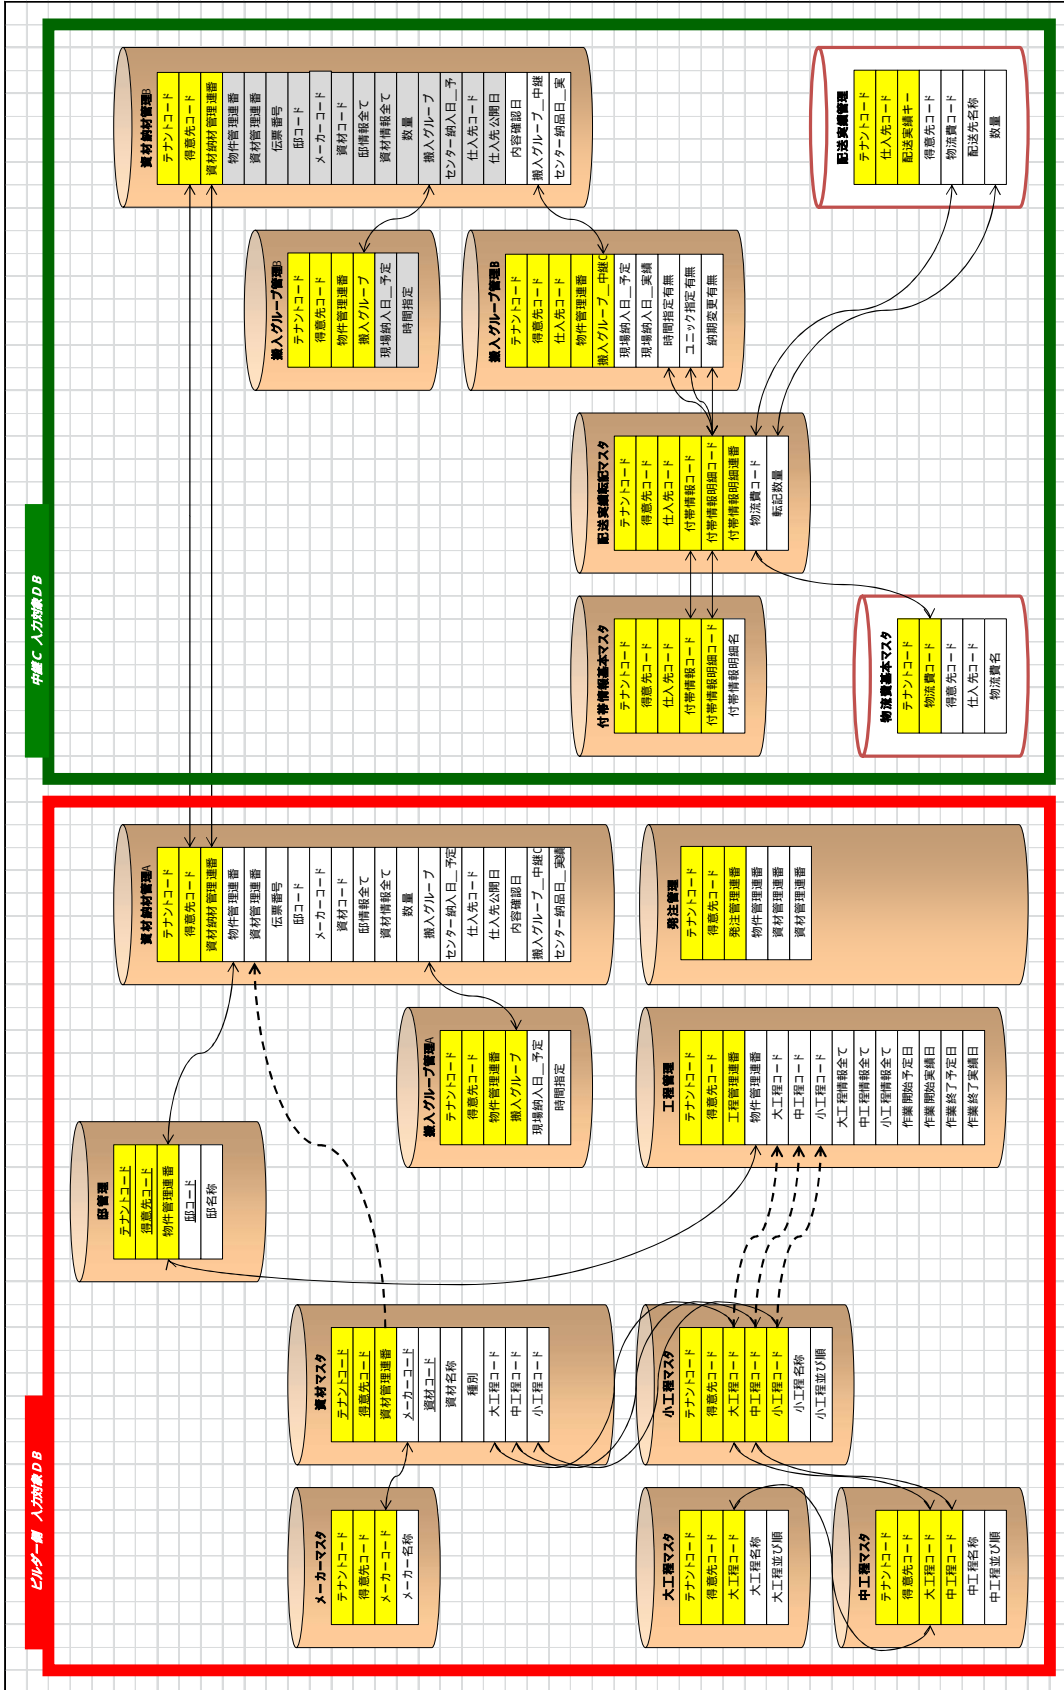 ビルダー側 入力対象DB
メーカーマスタ
テナントコード
得意先コード
メーカーコード
メーカー名称
大工程マスタ
テナントコード
得意先コード
大工程コード
大工程名称
大工程並び順
中工程マスタ
テナントコード
得意先コード
大工程コード
中工程コード
中工程名称
中工程並び順
資材マスタ
テナントコード
得意先コード
資材管理連番
メーカーコード
資材コード
資材名称
種別
大工程コード
中工程コード
小工程コード
小工程マスタ
テナントコード
得意先コード
大工程コード
中工程コード
小工程コード
小工程名称
小工程並び順
邸管理
テナントコード
得意先コード
物件管理連番
邸コード
邸名称
搬入グループ管理A
テナントコード
得意先コード
物件管理連番
搬入グループ
現場納入日__予定
時間指定
工程管理
テナントコード
得意先コード
工程管理連番
物件管理連番
大工程コード
中工程コード
小工程コード
大工程情報全て
中工程情報全て
小工程情報全て
作業開始予定日
作業開始実績日
作業終了予定日
作業終了実績日
資材納材管理A
テナントコード
得意先コード
資材納材管理連番
物件管理連番
資材管理連番
伝票番号
邸コード
メーカーコード
資材コード
邸情報全て
資材情報全て
数量
搬入グループ
センター納入日__予定
仕入先コード
仕入先公開日
内容確認日
搬入グループ__中継C
センター納品日__実績
発注管理
テナントコード
得意先コード
発注管理連番
物件管理連番
資材管理連番
資材管理連番
中継C 入力対象DB
付帯情報基本マスタ
テナントコード
得意先コード
仕入先コード
付帯情報コード
付帯情報明細コード
付帯情報明細名
物流費基本マスタ
テナントコード
物流費コード
得意先コード
仕入先コード
物流費名
配送実績転記マスタ
テナントコード
得意先コード
仕入先コード
付帯情報コード
付帯情報明細コード
付帯情報明細連番
物流費コード
転記数量
搬入グループ管理B
テナントコード
得意先コード
物件管理連番
搬入グループ
現場納入日__予定
時間指定
搬入グループ管理B
テナントコード
得意先コード
仕入先コード
物件管理連番
搬入グループ__中継C
現場納入日__予定
現場納入日__実績
時間指定有無
ユニック指定有無
納期変更有無
資材納材管理B
テナントコード
得意先コード
資材納材管理連番
物件管理連番
資材管理連番
伝票番号
邸コード
メーカーコード
資材コード
邸情報全て
資材情報全て
数量
搬入グループ
センター納入日__予
仕入先コード
仕入先公開日
内容確認日
搬入グループ__中継
センター納品日__実
配送実績管理
テナントコード
仕入先コード
配送実績キー
得意先コード
物流費コード
配送先名称
数量